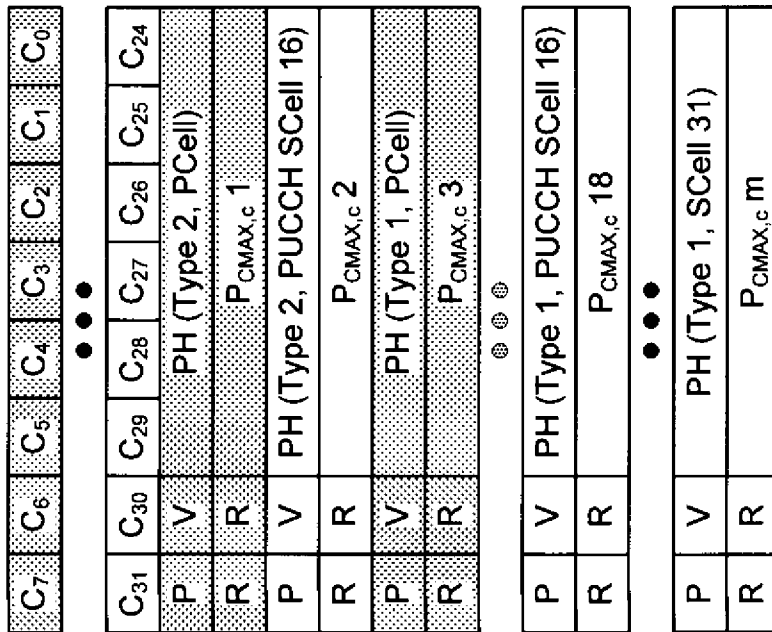 C7 C6 C5 C4 C3 C2 C1 C0
C31 C30 C29 C28 C27 C26 C25 C24
P V PH (Type 2, PCell)
R R PCMAX,c 1
P V PH (Type 2, PUCCH SCell 16)
R R PCMAX,c 2
P V PH (Type 1, PCell)
R R PCMAX,c 3
P V PH (Type 1, PUCCH SCell 16)
R R PCMAX,c 18
P V PH (Type 1, SCell 31)
R R PCMAX,c m